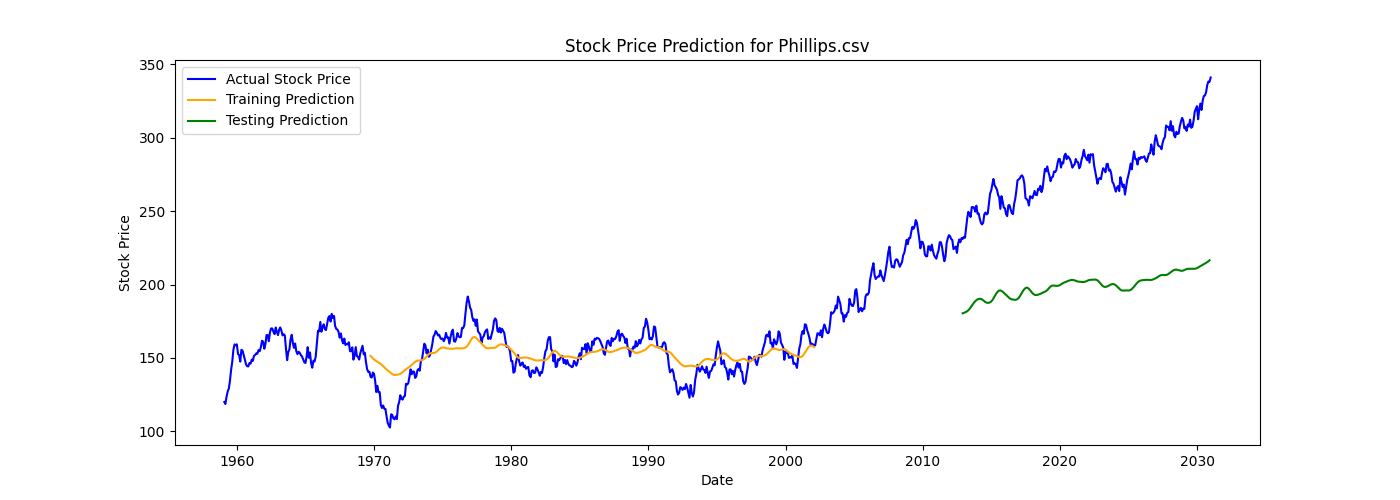 Stock Price Prediction for Phillips.csv
Actual Stock Price
Training Prediction
Testing Prediction
Stock Price
350
300
250
200
150
100
1960
1970
1980
1990
2000
2010
2020
2030
Date